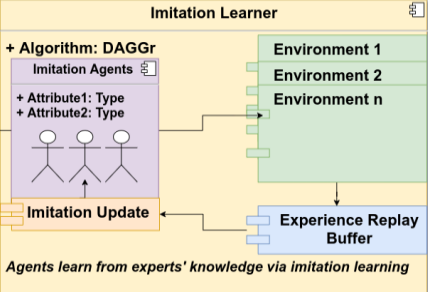 Imitation Learner
+ Algorithm: DAGGr
Imitation Agents
+ Attribute1: Type
+ Attribute2: Type
Imitation Update
Environment 1
Environment 2
Environment n
Experience Replay
Buffer
Agents learn from experts' knowledge via imitation learning